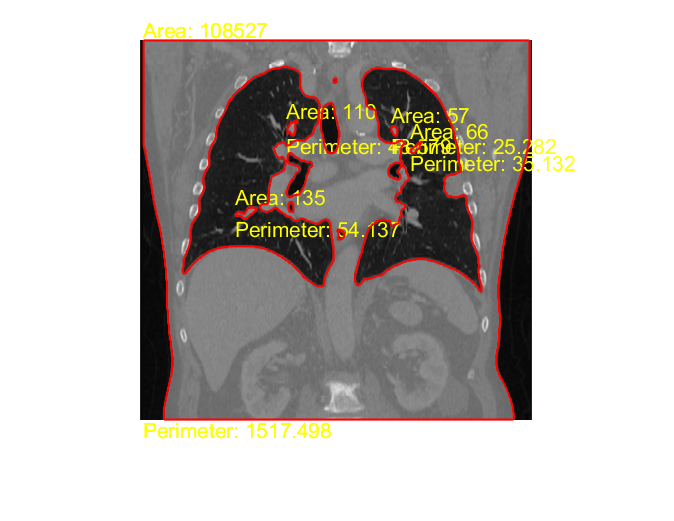 Area: 108527
Area: 110
Area: 57
Area: 66
Perimeter: 25.282
Perimeter: 35.132
Area: 135
Perimeter: 54.137
Perimeter: 1517.498